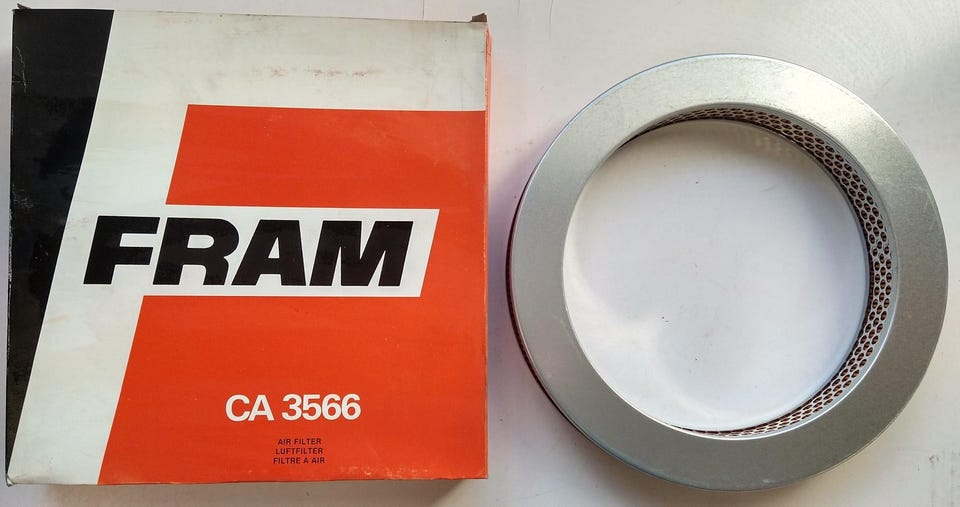 FRAM
CA 3566
AIR FILTER
LUFTFILTER
FILTRE A AIR